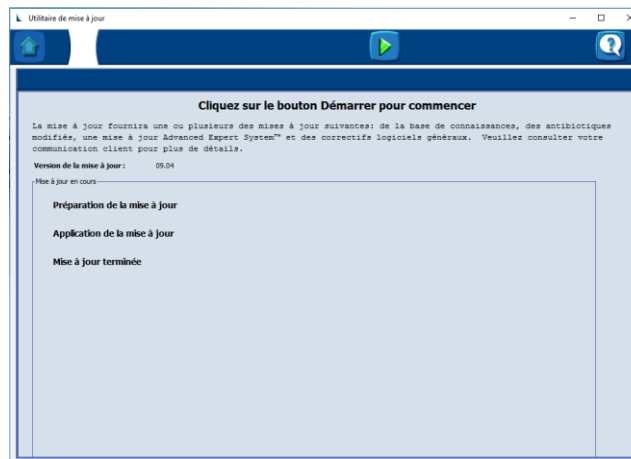 Utilitaire de mise à jour
Cliquez sur le bouton Démarrer pour commencer
La mise à jour fournira une ou plusieurs des mises à jour suivantes: de la base de connaissances, des antibiotiques
modifiés, une mise à jour Advanced Expert System™ et des correctifs logiciels généraux. Veuillez consulter votre
communication client pour plus de détails.
Version de la mise à jour : 09.04
Mise à jour en cours
Préparation de la mise à jour
Application de la mise à jour
Mise à jour terminée